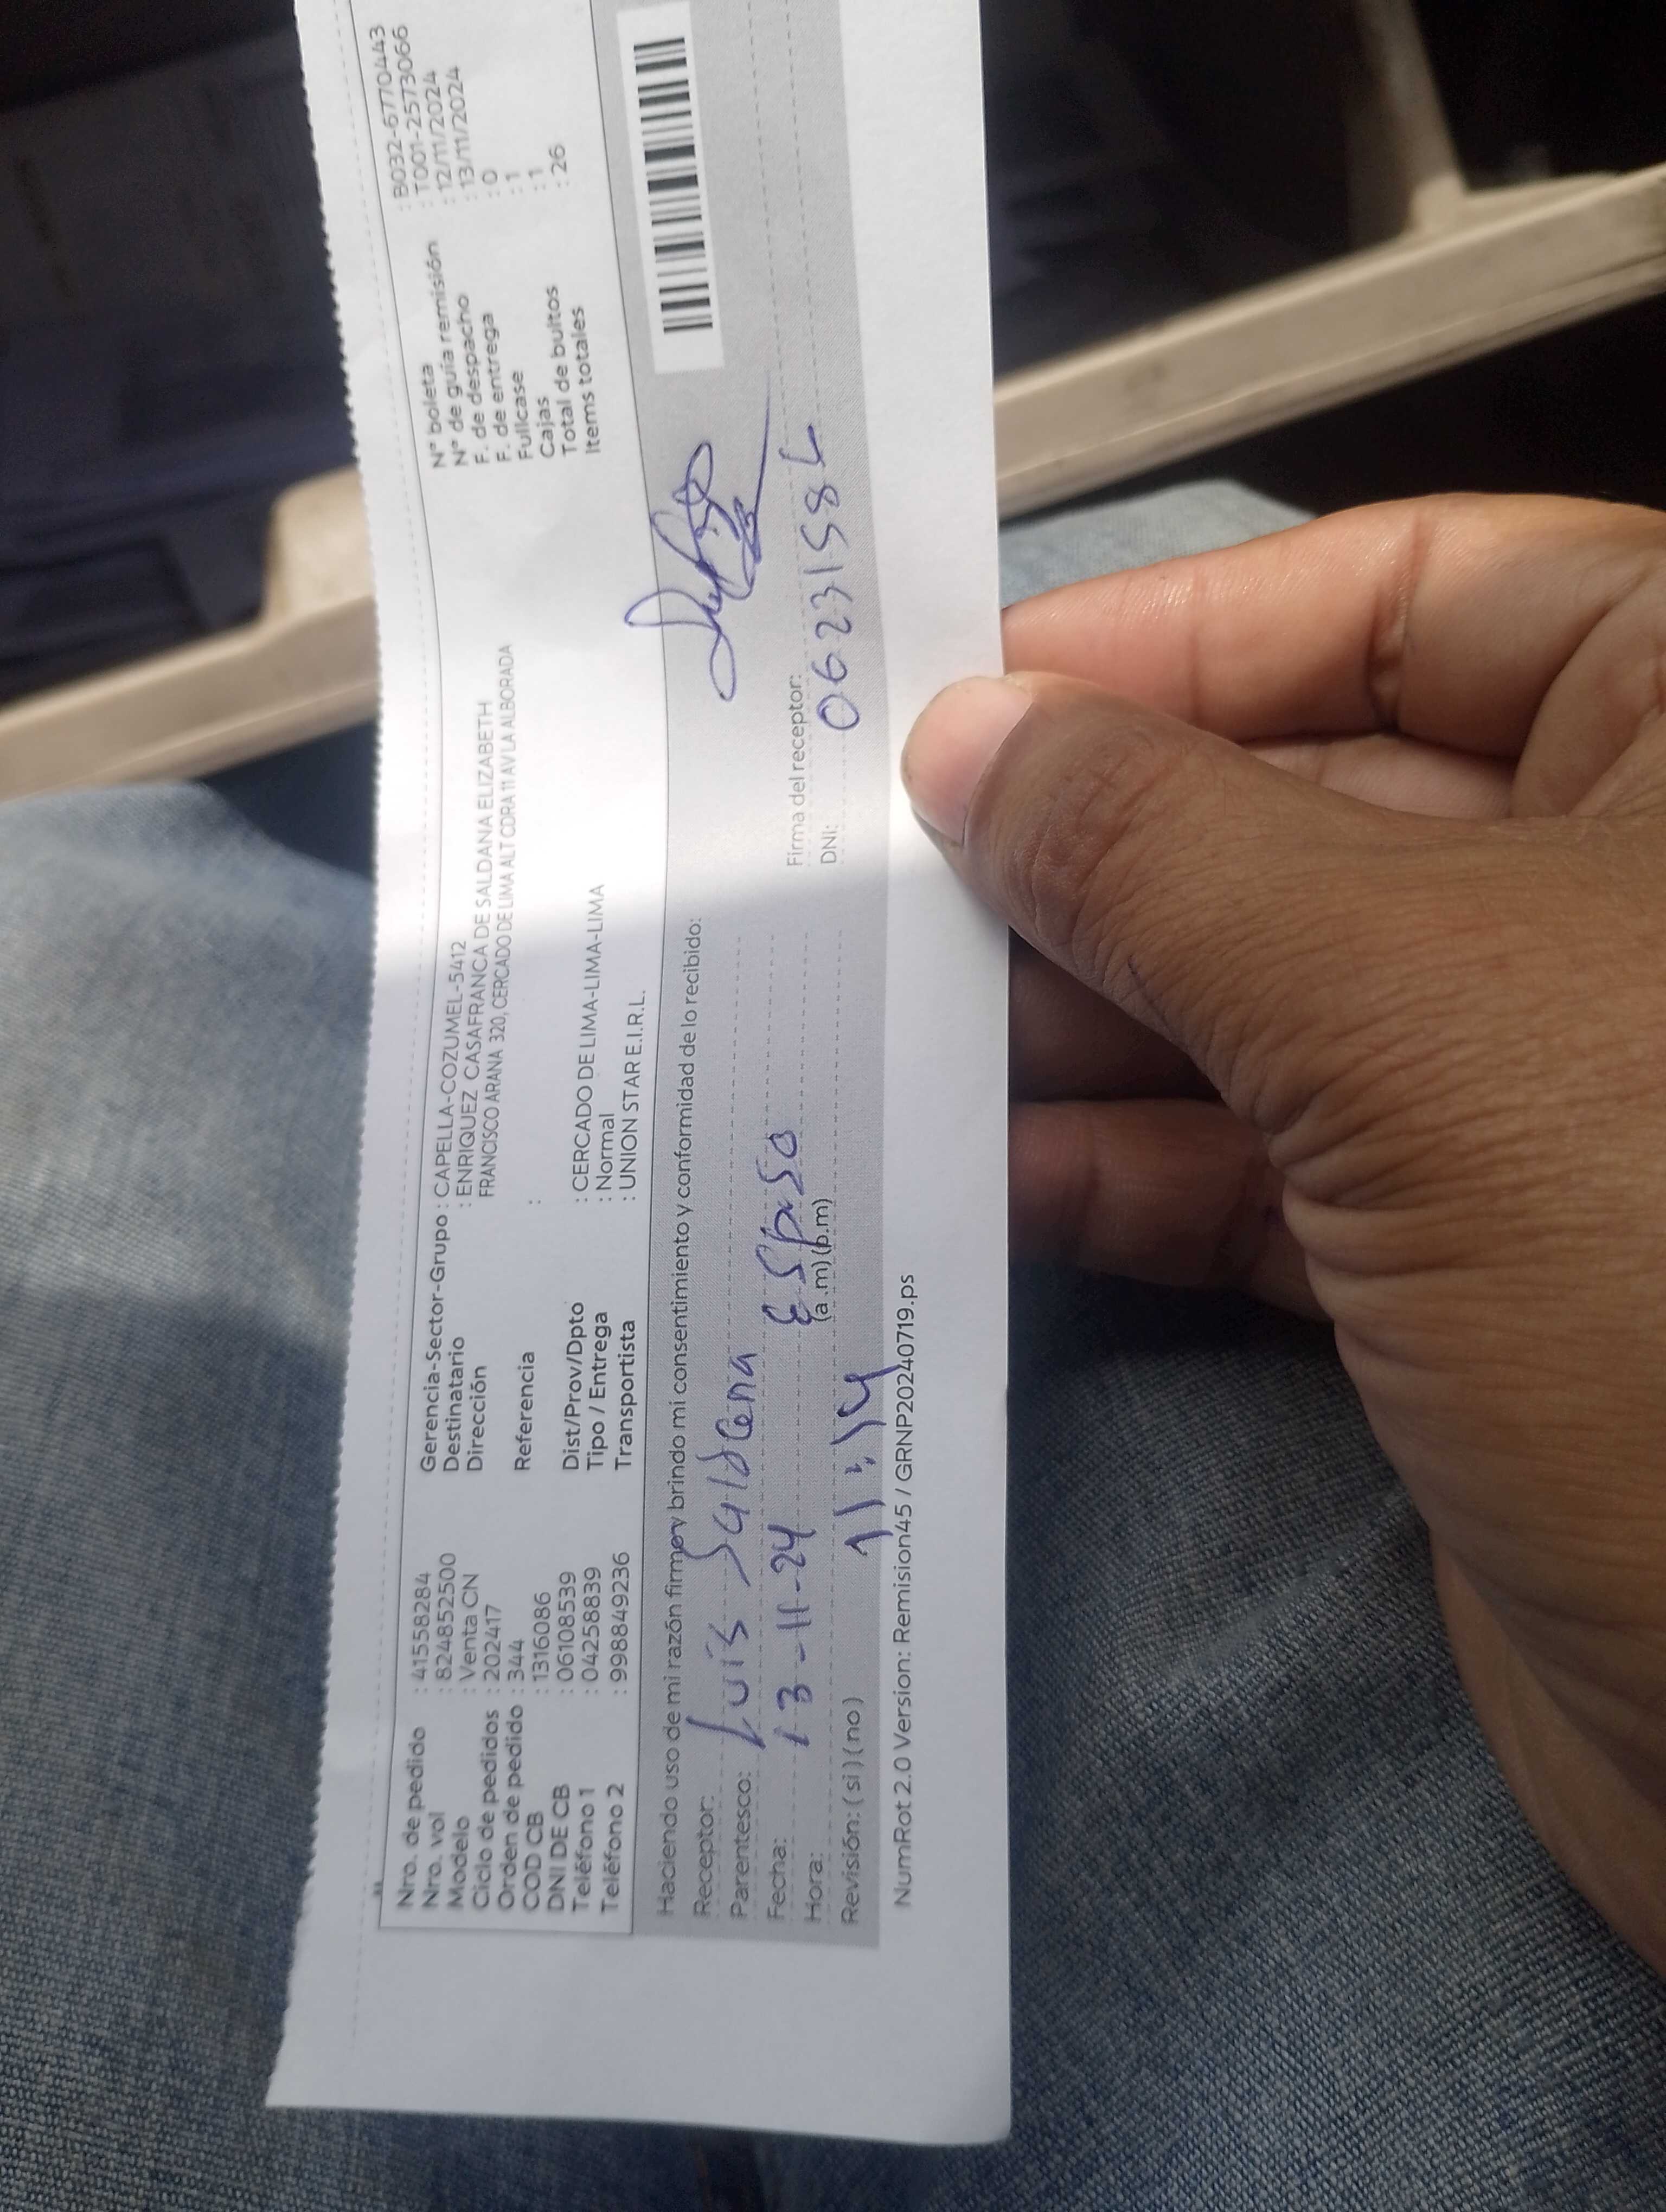 Nro. de pedido : 41558284
Nro. vol : 824852500
Modelo : Venta CN
Ciclo de pedidos : 202417
Orden de pedido : 344
COD CB : 1316086
DNI DE CB : 06108539
Teléfono 1 : 04258839
Teléfono 2 : 998849236
Gerencia-Sector-Grupo : CAPELLA-COZUMEL-5412
Destinatario : ENRIQUEZ CASAFRANCA DE SALDANA ELIZABETH
Dirección FRANCISCO ARANA 320, CERCADO DE LIMA ALT CDRA 11 AV LA ALBORADA
Referencia :
Dist/Prov/Dpto : CERCADO DE LIMA-LIMA-LIMA
Tipo / Entrega : Normal
Transportista : UNION STAR E.I.R.L.
N° boleta : B032-6770443
N° de guía remisión : T001-2573066
F. de despacho : 12/11/2024
F. de entrega : 13/11/2024
Fullcase : 0
Cajas : 1
Total de bultos : 1
Items totales : 26
Haciendo uso de mi razón firmo y brindo mi consentimiento y conformidad de lo recibido:
Receptor: Luis
Parentesco: Esposo
Fecha: 13-11-24
Hora: 11:14 (a.m) (p.m)
Revisión: (si) (no)
Firma del receptor:
DNI:
NumRot 2.0 Version: Remision45 / GRNP20240719.ps